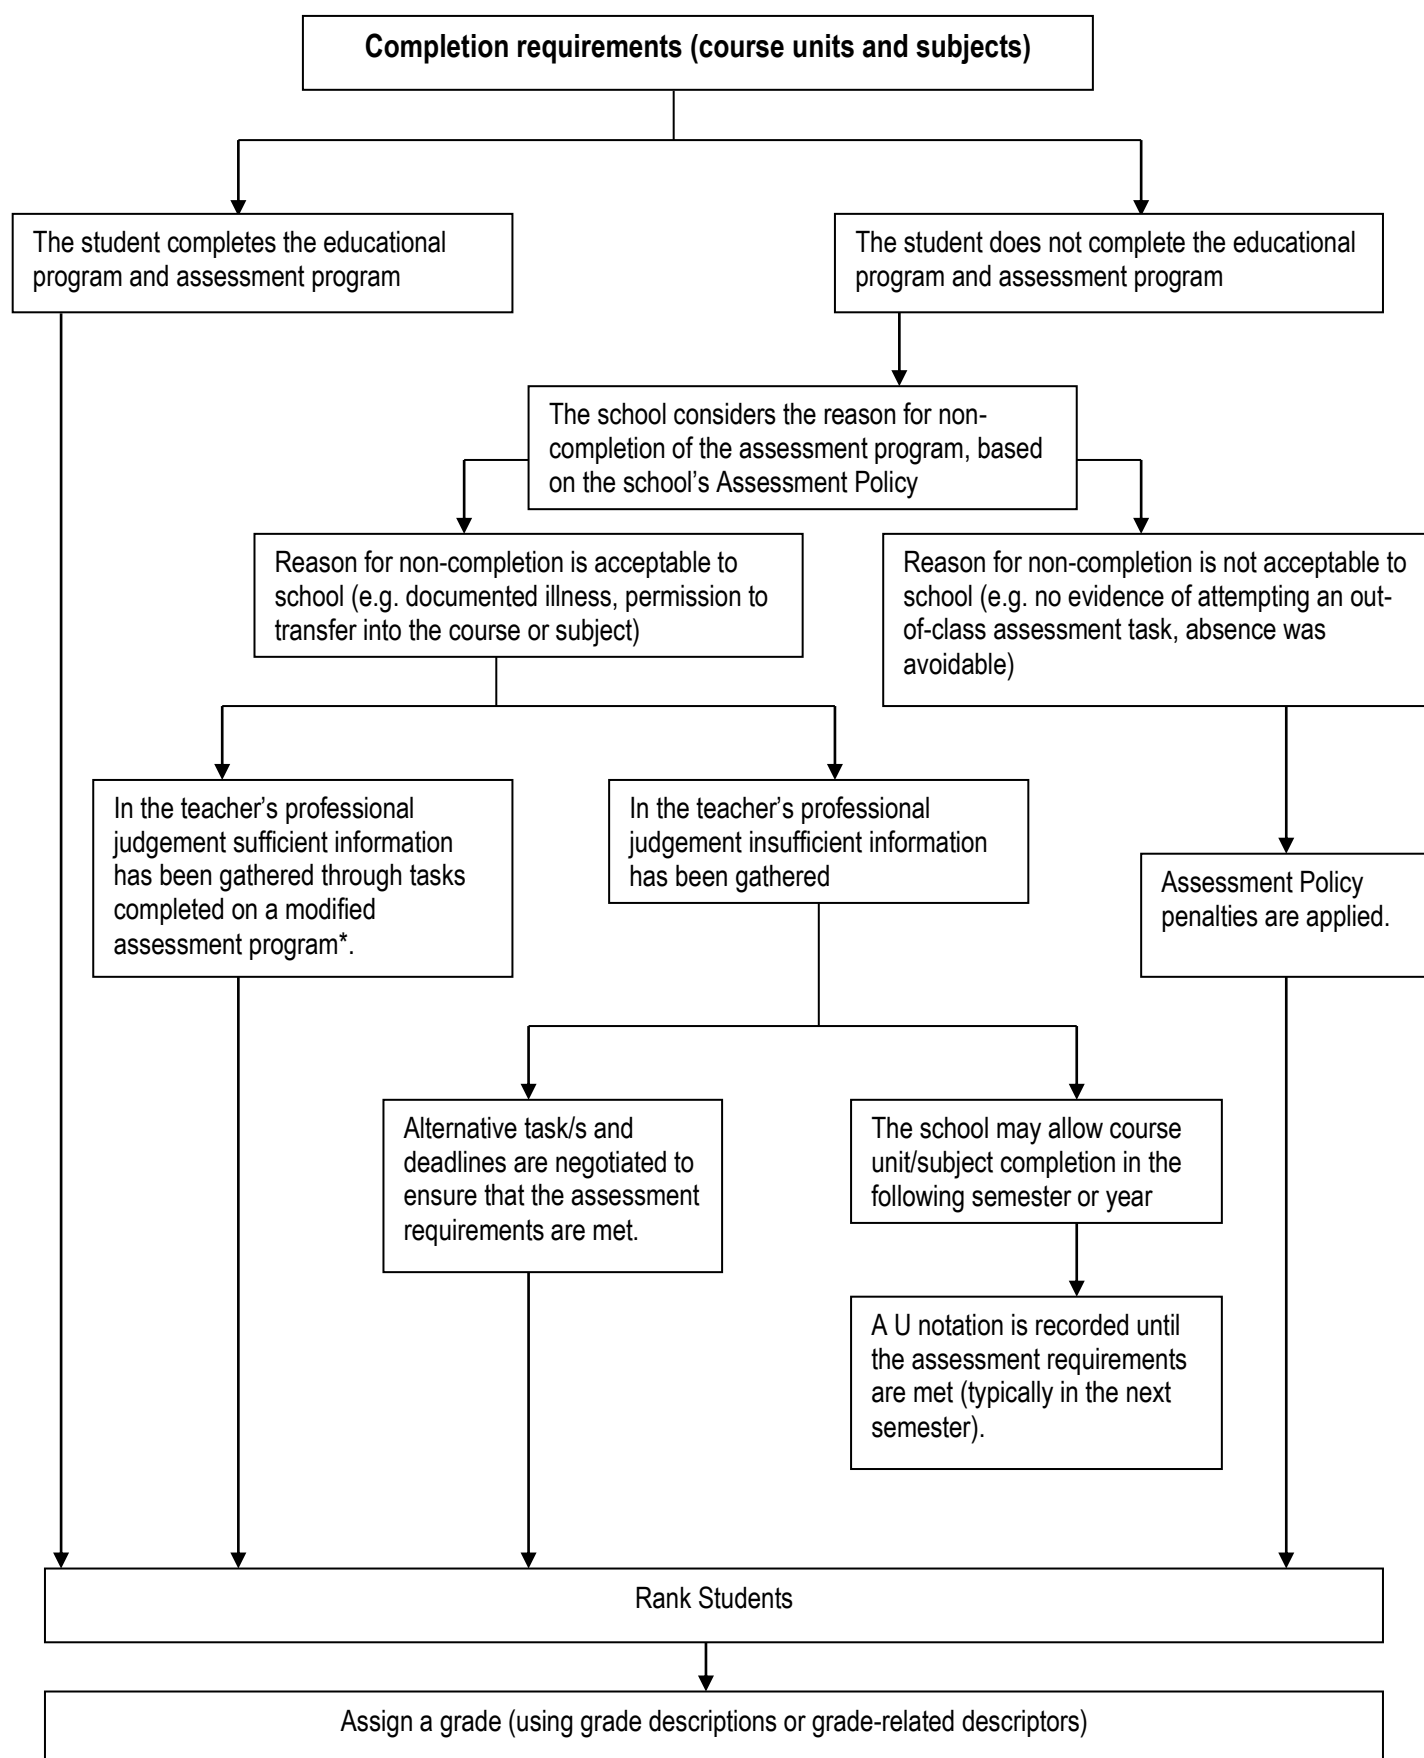 Completion requirements (course units and subjects)
The student completes the educational
program and assessment program
The student does not complete the educational
program and assessment program
The school considers the reason for non-
completion of the assessment program, based
on the school’s Assessment Policy
Reason for non-completion is acceptable to
school (e.g. documented illness, permission to
transfer into the course or subject)
Reason for non-completion is not acceptable to
school (e.g. no evidence of attempting an out-
of-class assessment task, absence was
avoidable)
In the teacher’s professional
judgement sufficient information
has been gathered through tasks
completed on a modified
assessment program*.
In the teacher’s professional
judgement insufficient information
has been gathered
Assessment Policy
penalties are applied.
Alternative task/s and
deadlines are negotiated to
ensure that the assessment
requirements are met.
The school may allow course
unit/subject completion in the
following semester or year
A U notation is recorded until
the assessment requirements
are met (typically in the next
semester).
Rank Students
Assign a grade (using grade descriptions or grade-related descriptors)